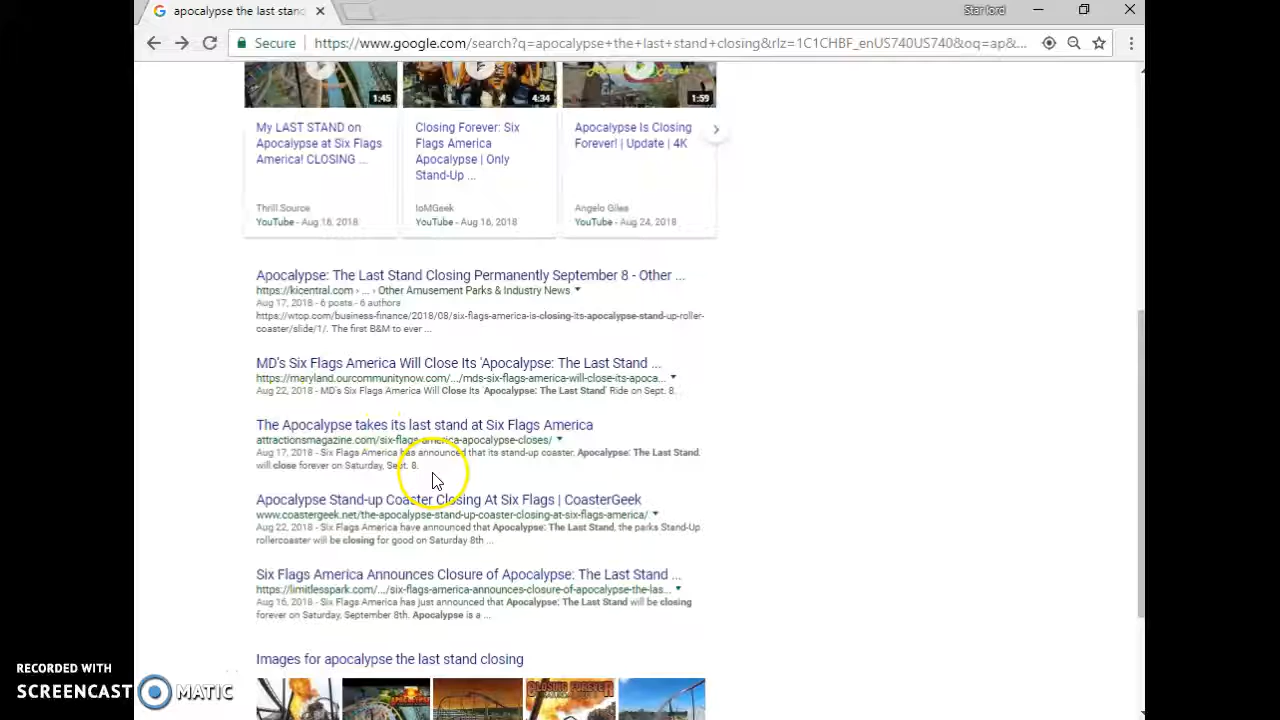 apocalypse the last stand
Star lord
Secure
https://www.google.com/search?q=apocalypse+the+last+stand+closing&rlz=1C1CHBF_enUS740US740&oq=ap&...
1:45
4:34
1:59
My LAST STAND on
Apocalypse at Six Flags
America! CLOSING ...
Thrill Source
YouTube - Aug 16, 2018
Closing Forever: Six
Flags America
Apocalypse | Only
Stand-Up ...
IoMGeek
YouTube - Aug 16, 2018
Apocalypse Is Closing
Forever! | Update | 4K
Angelo Gilea
YouTube - Aug 24, 2018
Apocalypse: The Last Stand Closing Permanently September 8 - Other ...
https://kicentral.com › ... › Other Amusement Parks & Industry News
Aug 17, 2018 - 6 posts - 6 authors
https://wtop.com/business-finance/2018/08/six-flags-america-is-closing-its-apocalypse-stand-up-roller-
coaster/slide/1/. The first B&M to ever ...
MD's Six Flags America Will Close Its 'Apocalypse: The Last Stand ...
https://maryland.ourcommunitynow.com/.../mds-six-flags-america-will-close-its-apoca...
Aug 22, 2018 - MD's Six Flags America Will Close Its 'Apocalypse: The Last Stand' Ride on Sept. 8.
The Apocalypse takes its last stand at Six Flags America
attractionsmagazine.com/six-flags-america-apocalypse-closes/
Aug 17, 2018 - Six Flags America has announced that its stand-up coaster, Apocalypse: The Last Stand,
will close forever on Saturday, Sept. 8.
Apocalypse Stand-up Coaster Closing At Six Flags | CoasterGeek
www.coastergeek.net/the-apocalypse-stand-up-coaster-closing-at-six-flags-america/
Aug 22, 2018 - Six Flags America have announced that Apocalypse: The Last Stand, the parks Stand-Up
rollercoaster will be closing for good on Saturday 8th ...
Six Flags America Announces Closure of Apocalypse: The Last Stand ...
https://limitlesspark.com/.../six-flags-america-announces-closure-of-apocalypse-the-las...
Aug 16, 2018 - Six Flags America has just announced that Apocalypse: The Last Stand will be closing
forever on Saturday, September 8th. Apocalypse is a ...
Images for apocalypse the last stand closing
APOCALYPSE
CLOSING FOREVER
RECORDED WITH
SCREENCAST MATIC